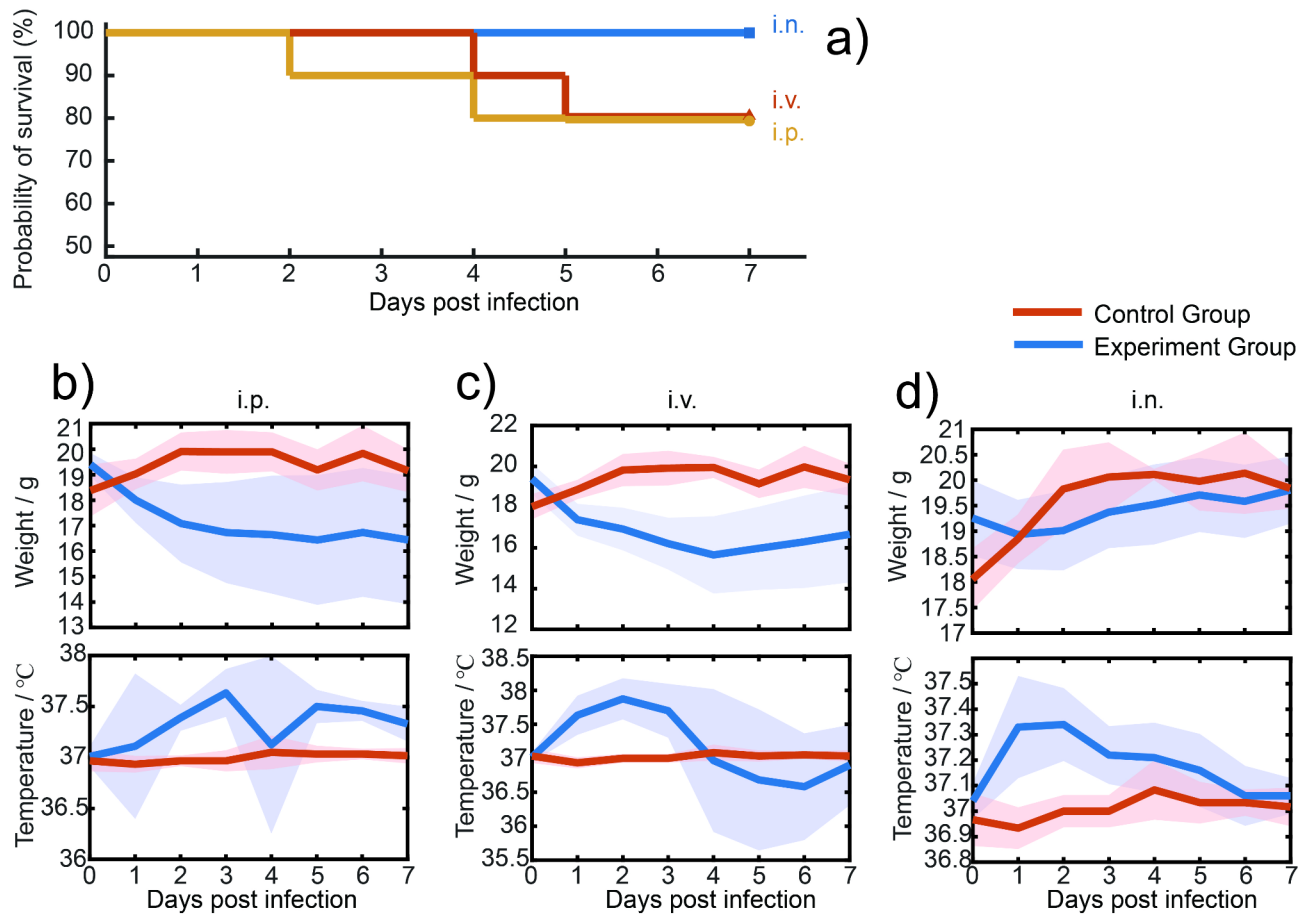 a)
Probability of survival (%)
100
90
80
70
60
50
0 1 2 3 4 5 6 7
Days post infection
i.n.
i.v.
i.p.
Control Group
Experiment Group
b)
i.p.
Weight / g
21
20
19
18
17
16
15
14
13
Temperature / °C
38
37.5
37
36.5
36
0 1 2 3 4 5 6 7
Days post infection
c)
i.v.
Weight / g
22
20
18
16
14
12
Temperature / °C
38.5
38
37.5
37
36.5
36
35.5
0 1 2 3 4 5 6 7
Days post infection
d)
i.n.
Weight / g
21
20.5
20
19.5
19
18.5
18
17.5
17
Temperature / °C
37.6
37.5
37.4
37.3
37.2
37.1
37
36.9
36.8
0 1 2 3 4 5 6 7
Days post infection